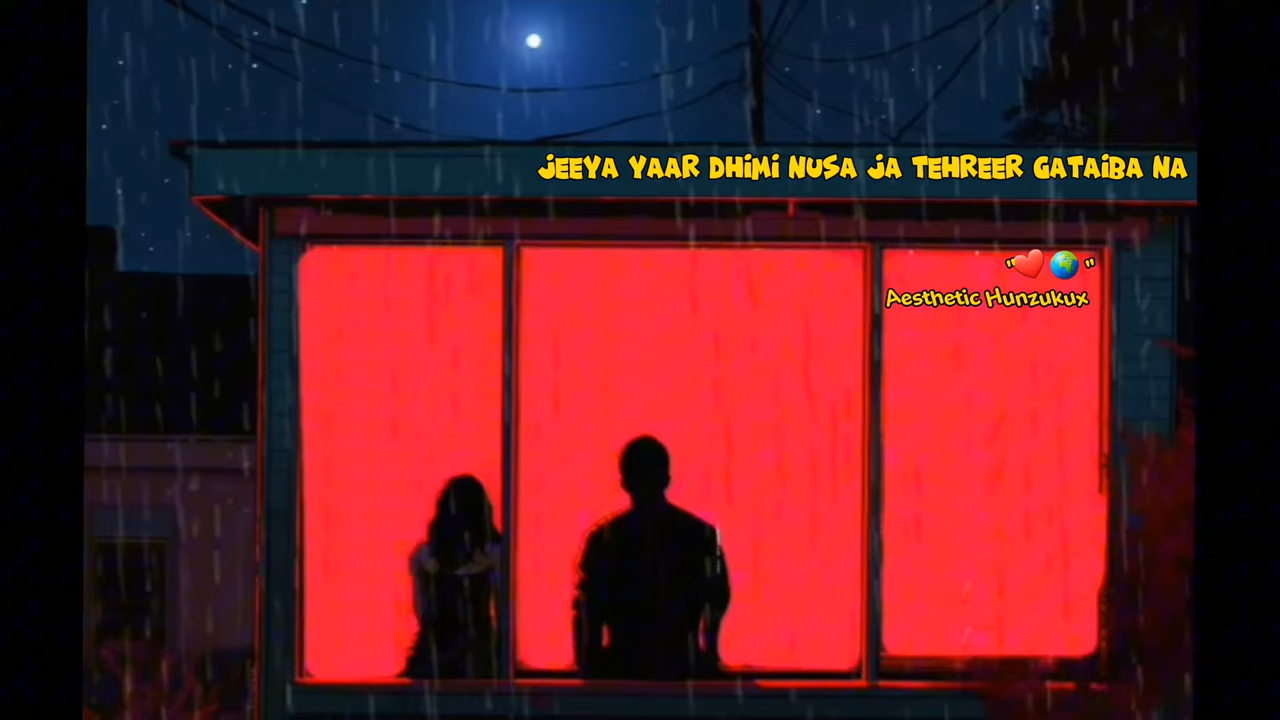 JEEYA YAAR DHIMI NUSA JA TEHREER GATAIBA NA
"❤️🌍"
Aesthetic Hunzukux